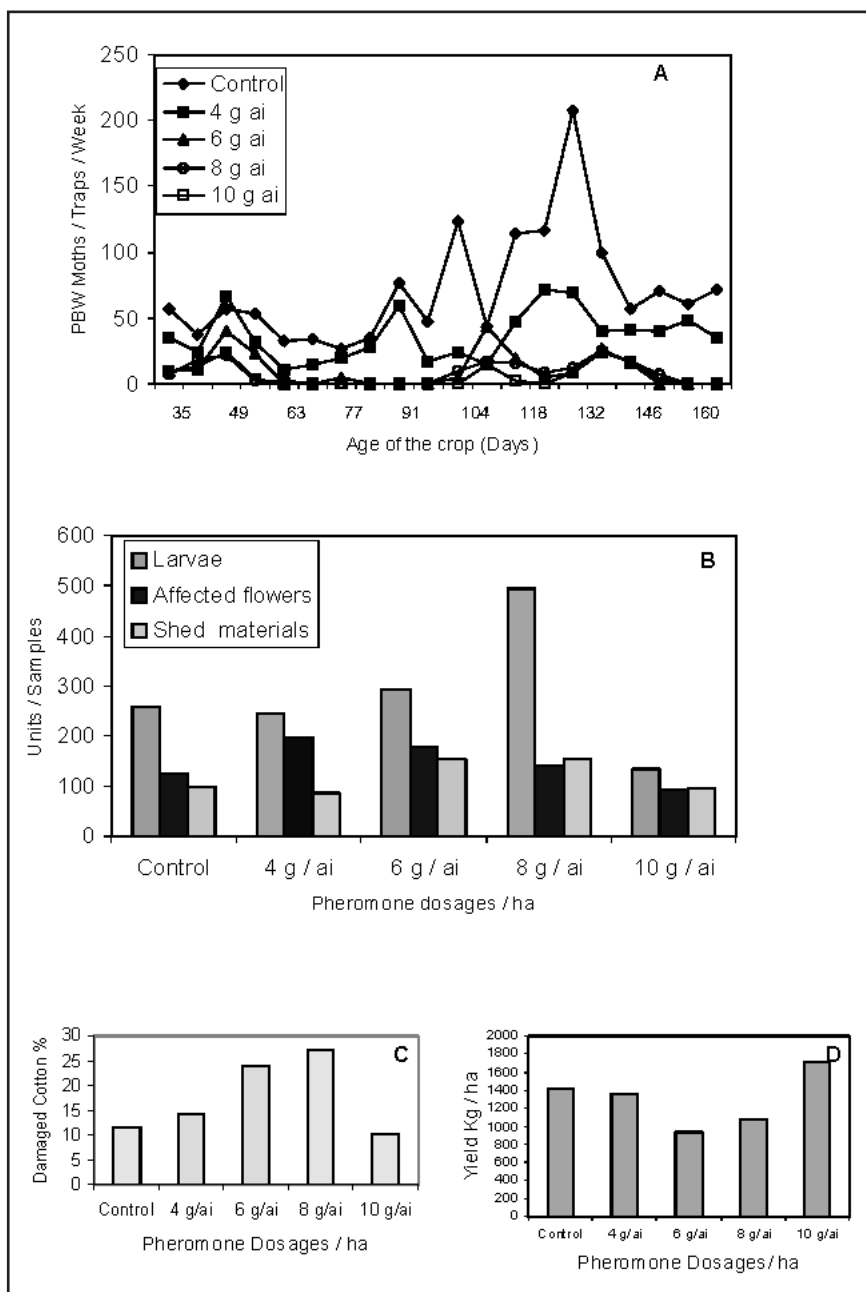 A
250
200
150
100
50
0
PBW Moths / Traps / Week
Control
4 g ai
6 g ai
8 g ai
10 g ai
35 49 63 77 91 104 118 132 146 160
Age of the crop (Days)
B
600
500
400
300
200
100
0
Units / Samples
Larvae
Affected flowers
Shed materials
Control 4 g / ai 6 g / ai 8 g / ai 10 g / ai
Pheromone dosages / ha
C
30
25
20
15
10
5
0
Damaged Cotton %
Control 4 g/ai 6 g/ai 8 g/ai 10 g/ai
Pheromone Dosages / ha
D
2000
1800
1600
1400
1200
1000
800
600
400
200
0
Yield Kg / ha
Control 4 g/ai 6 g/ai 8 g/ai 10 g/ai
Pheromone Dosages/ ha